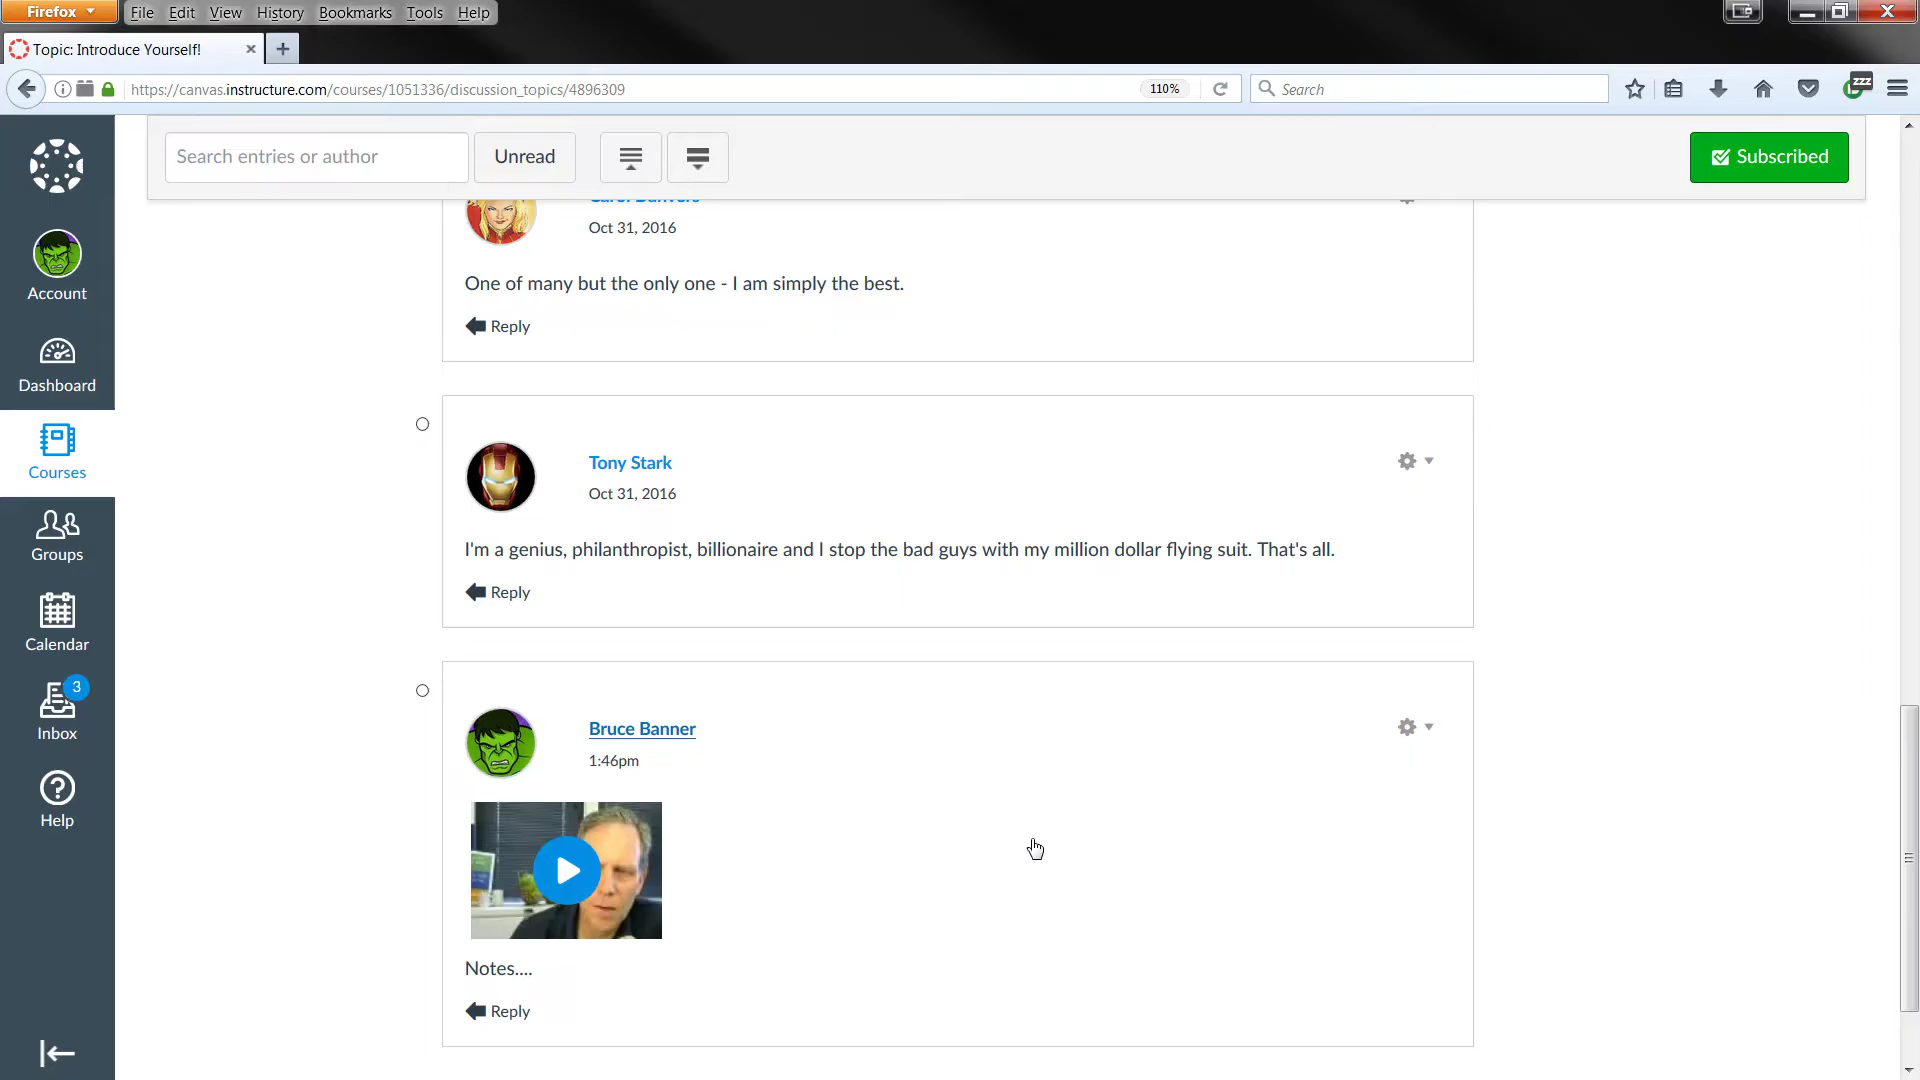 Firefox
File Edit View History Bookmarks Tools Help
Topic: Introduce Yourself!
https://canvas.instructure.com/courses/1051336/discussion_topics/4896309
110%
Search
zzz
Search entries or author
Unread
Subscribed
Account
Dashboard
Courses
Groups
Calendar
3
Inbox
Help
Carol Danvers
Oct 31, 2016
One of many but the only one - I am simply the best.
Reply
Tony Stark
Oct 31, 2016
I'm a genius, philanthropist, billionaire and I stop the bad guys with my million dollar flying suit. That's all.
Reply
Bruce Banner
1:46pm
Notes....
Reply